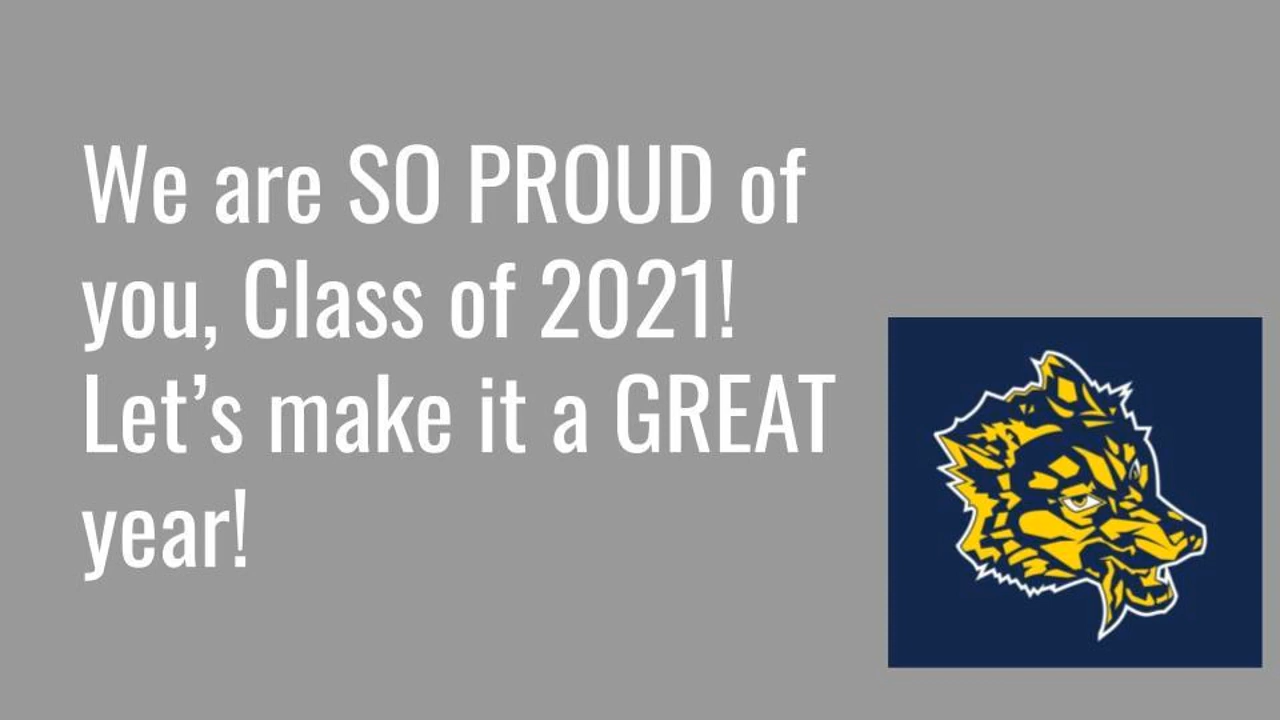 We are SO PROUD of
you, Class of 2021!
Let’s make it a GREAT
year!